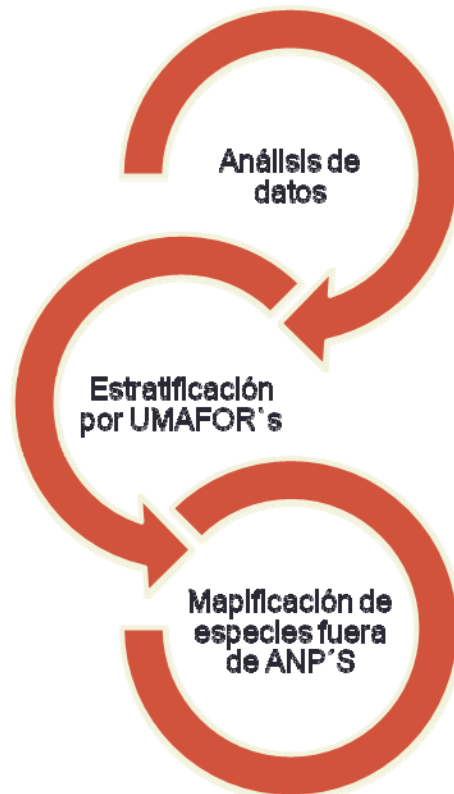 Análisis de
datos
Estratificación
por UMAFOR`s
Mapificación de
especies fuera
de ANP´S